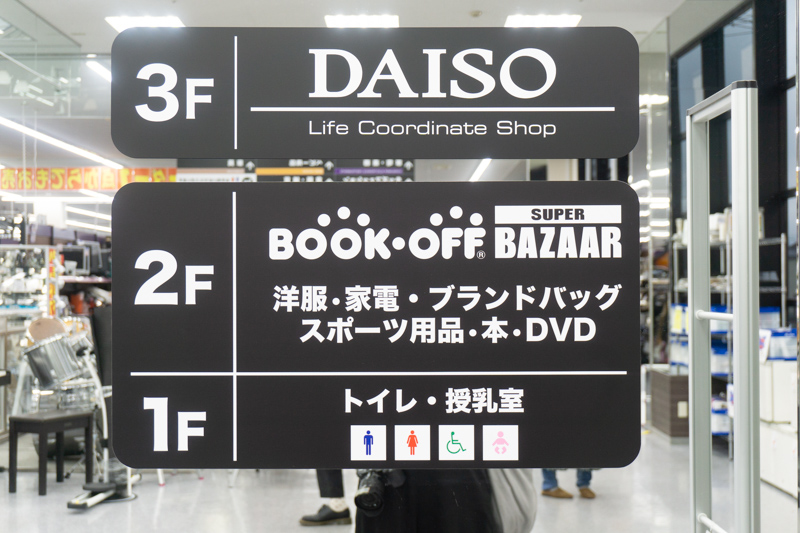 3F
DAISO
Life Coordinate Shop
2F
BOOK・OFF® SUPER BAZAAR
洋服・家電・ブランドバッグ
スポーツ用品・本・DVD
1F
トイレ・授乳室